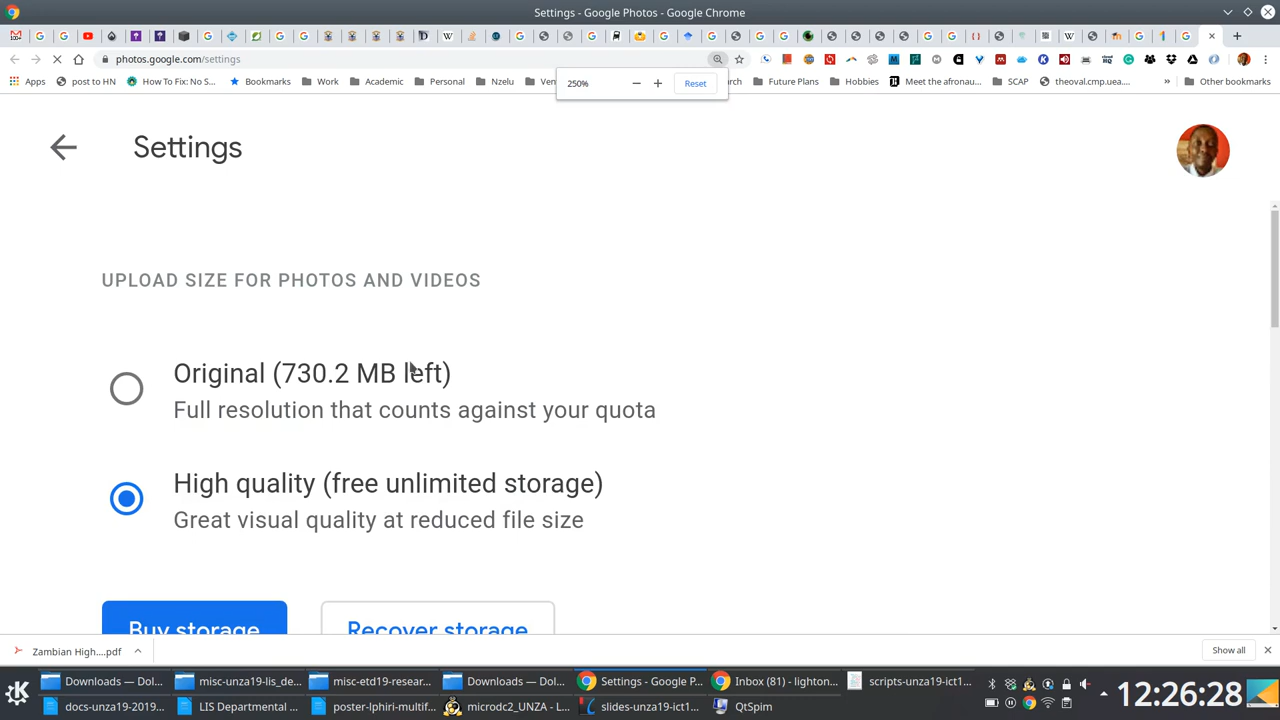 Settings - Google Photos - Google Chrome
photos.google.com/settings
Apps
post to HN
How To Fix: No S...
Bookmarks
Work
Academic
Personal
Nzelu
Ven
rch
Future Plans
Hobbies
Meet the afronau...
SCAP
theoval.cmp.uea....
»
Other bookmarks
250%
Reset
Settings
UPLOAD SIZE FOR PHOTOS AND VIDEOS
Original (730.2 MB left)
Full resolution that counts against your quota
High quality (free unlimited storage)
Great visual quality at reduced file size
Buy storage
Recover storage
Zambian High....pdf
Show all
Downloads — Dol...
misc-unza19-lis_de...
misc-etd19-resear...
Downloads — Dol...
Settings - Google P...
Inbox (81) - lighton...
scripts-unza19-ict1...
docs-unza19-2019...
LIS Departmental ...
poster-lphiri-multif...
microdc2_UNZA — L...
slides-unza19-ict1...
QtSpim
12:26:28